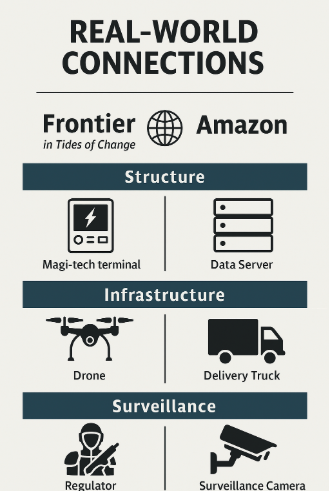 REAL-WORLD
CONNECTIONS
Frontier
in Tides of Change
Amazon
Structure
Magi-tech terminal
Data Server
Infrastructure
Drone
Delivery Truck
Surveillance
Regulator
Surveillance Camera